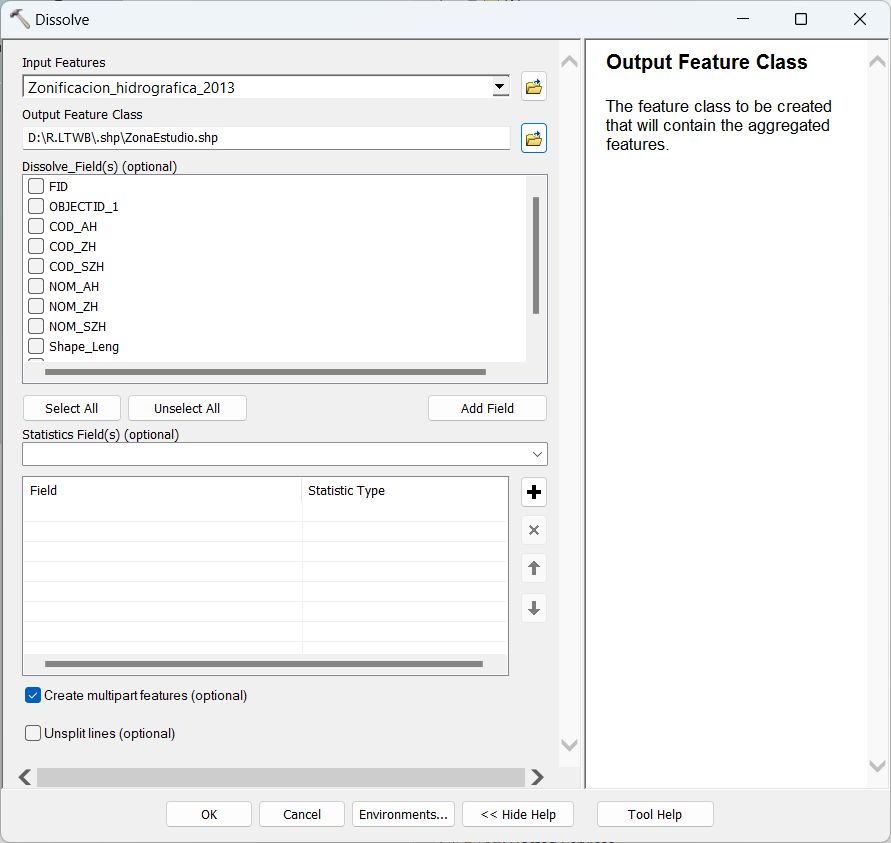 Dissolve
Input Features
Zonificacion_hidrografica_2013
Output Feature Class
D:\R.LTWB\.shp\ZonaEstudio.shp
Dissolve_Field(s) (optional)
FID
OBJECTID_1
COD_AH
COD_ZH
COD_SZH
NOM_AH
NOM_ZH
NOM_SZH
Shape_Leng
Select All
Unselect All
Add Field
Statistics Field(s) (optional)
Field
Statistic Type
Create multipart features (optional)
Unsplit lines (optional)
OK
Cancel
Environments...
<< Hide Help
Tool Help
Output Feature Class
The feature class to be created
that will contain the aggregated
features.